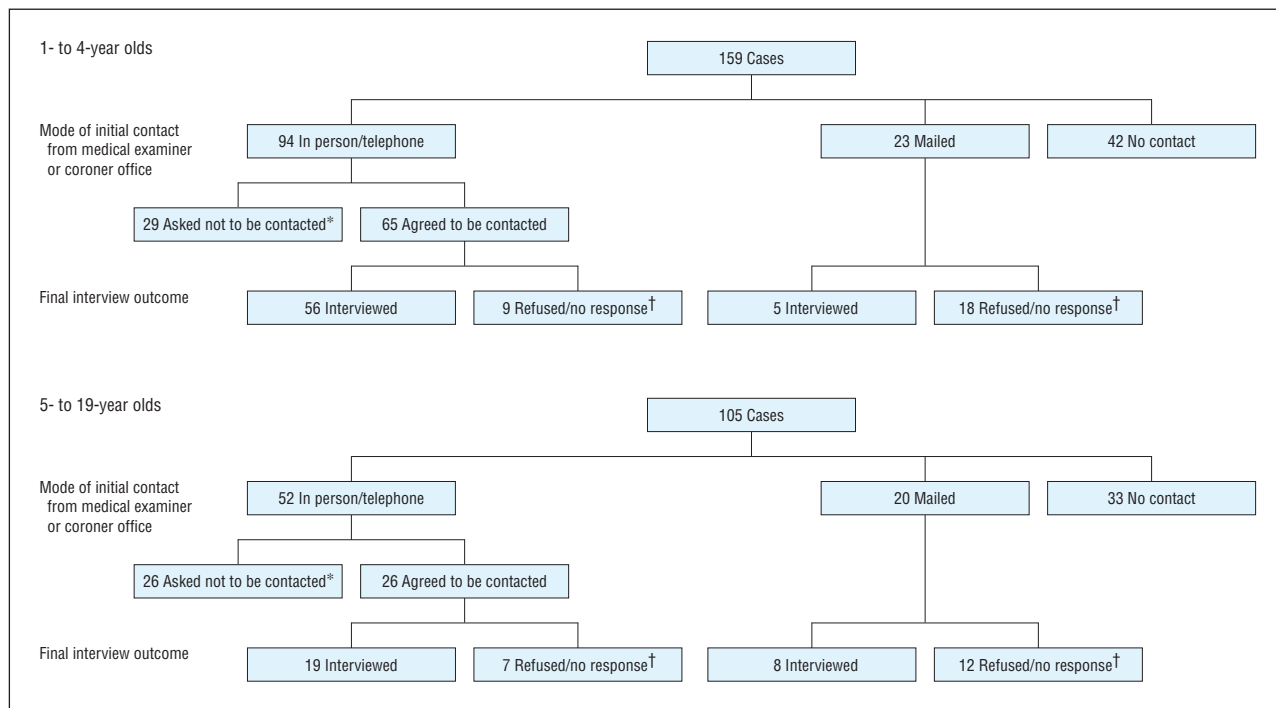 1- to 4-year olds
159 Cases
Mode of initial contact
from medical examiner
or coroner office
94 In person/telephone
23 Mailed
42 No contact
29 Asked not to be contacted*
65 Agreed to be contacted
Final interview outcome
56 Interviewed
9 Refused/no response†
5 Interviewed
18 Refused/no response†
5- to 19-year olds
105 Cases
Mode of initial contact
from medical examiner
or coroner office
52 In person/telephone
20 Mailed
33 No contact
26 Asked not to be contacted*
26 Agreed to be contacted
Final interview outcome
19 Interviewed
7 Refused/no response†
8 Interviewed
12 Refused/no response†